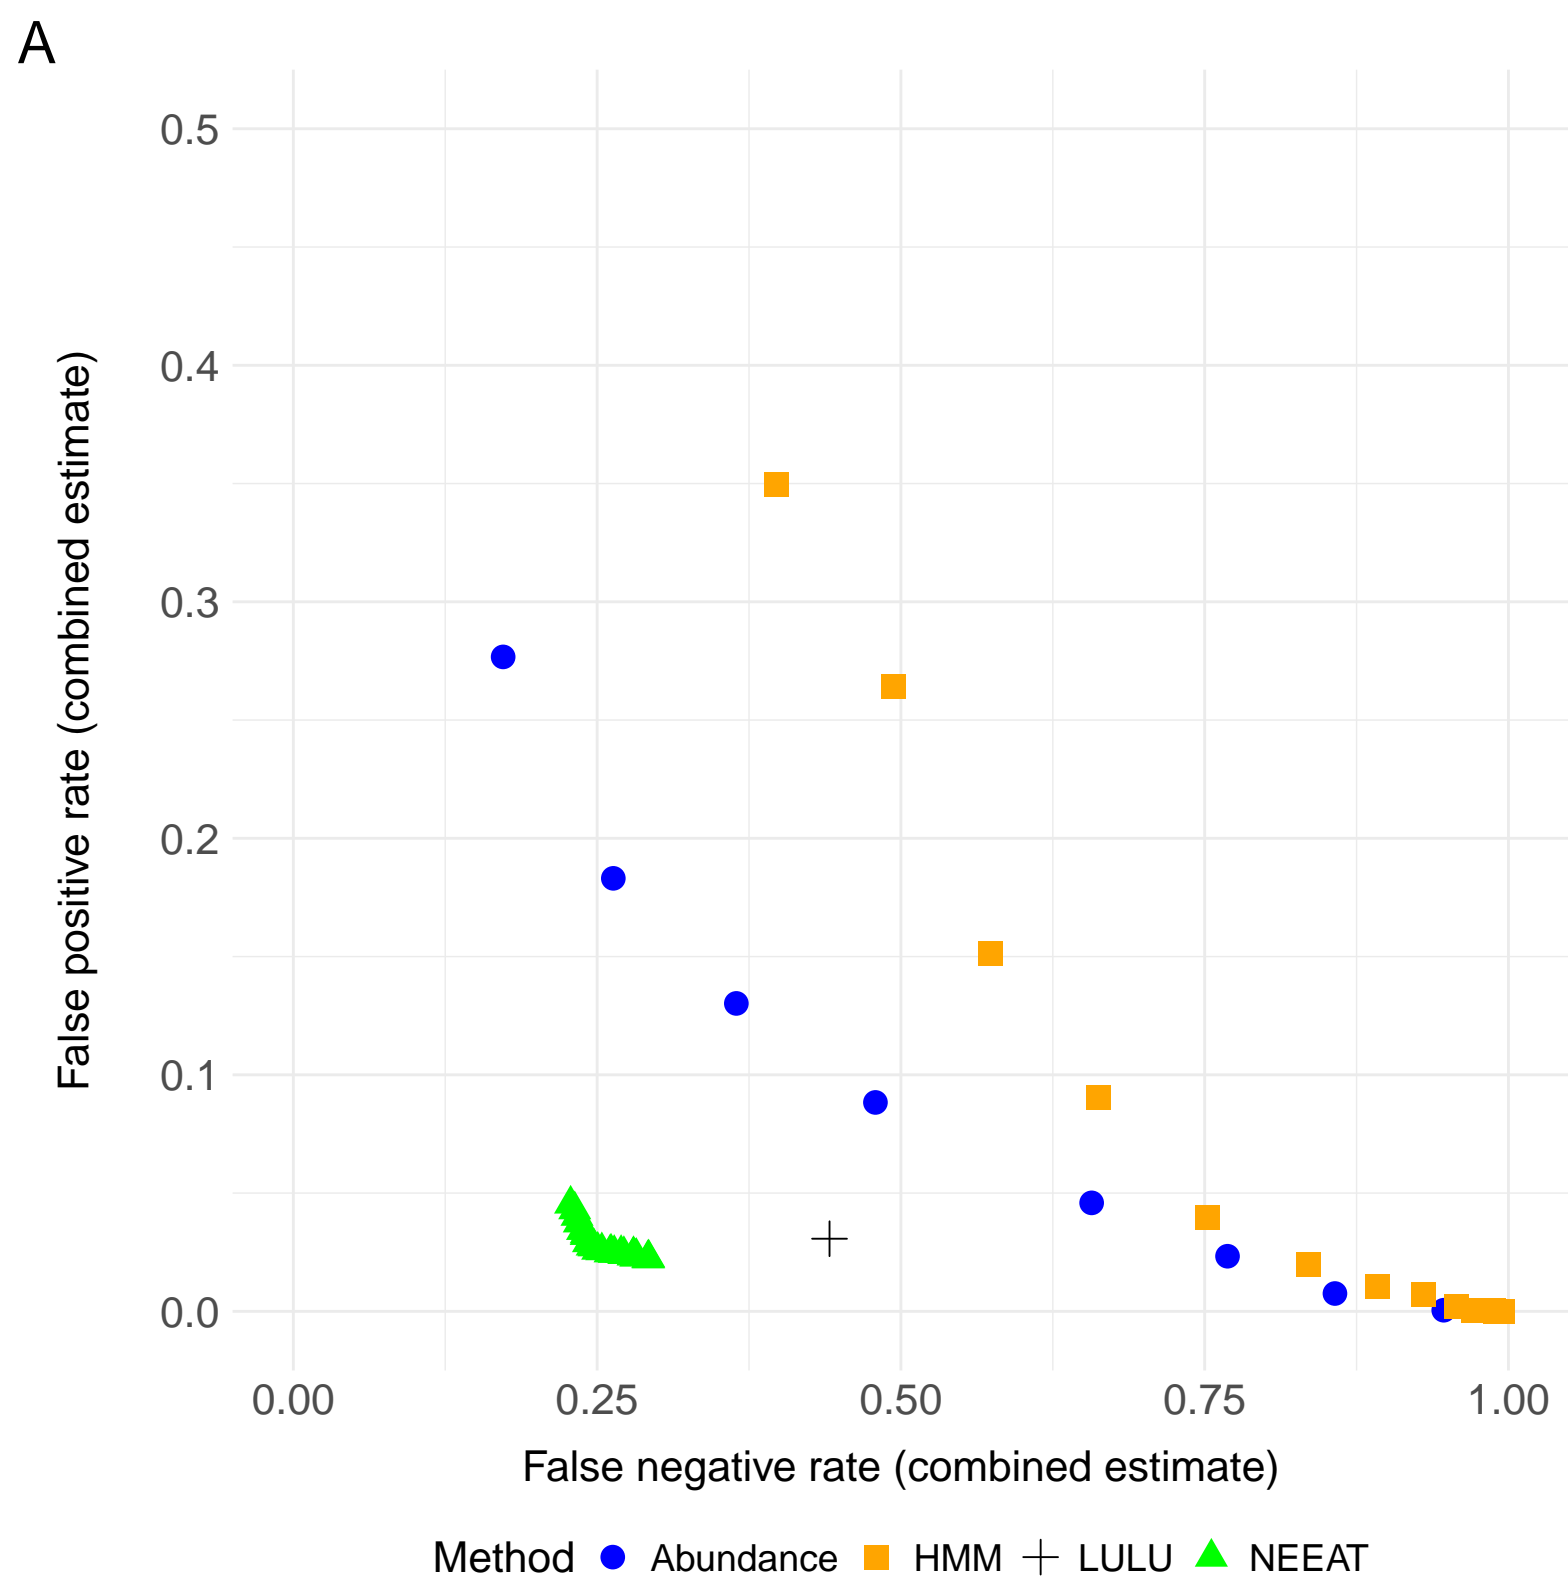 A
0.5
0.4
0.3
0.2
0.1
0.0
False positive rate (combined estimate)
0.00 0.25 0.50 0.75 1.00
False negative rate (combined estimate)
Method Abundance HMM LULU NEEAT